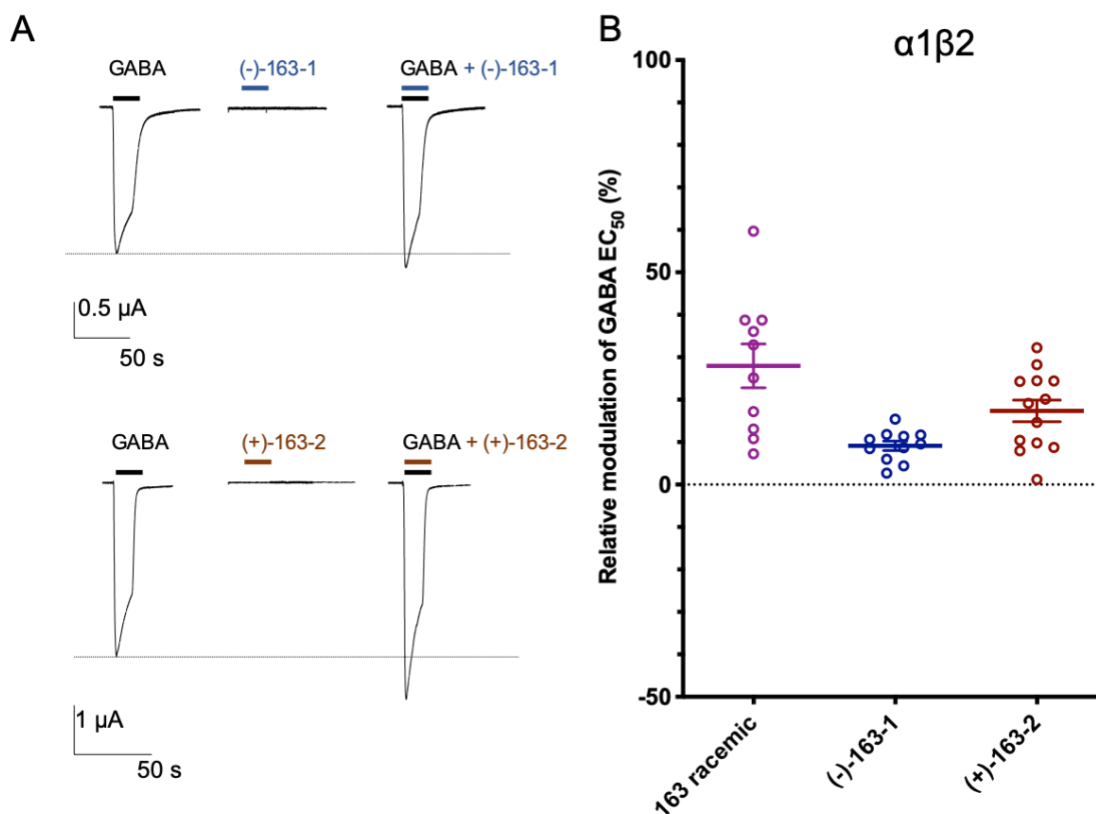 A
GABA
(-)-163-1
GABA + (-)-163-1
0.5 µA
50 s
GABA
(+)-163-2
GABA + (+)-163-2
1 µA
50 s
B
α1β2
Relative modulation of GABA EC50 (%)
100
50
0
-50
163 racemic
(-)-163-1
(+)-163-2